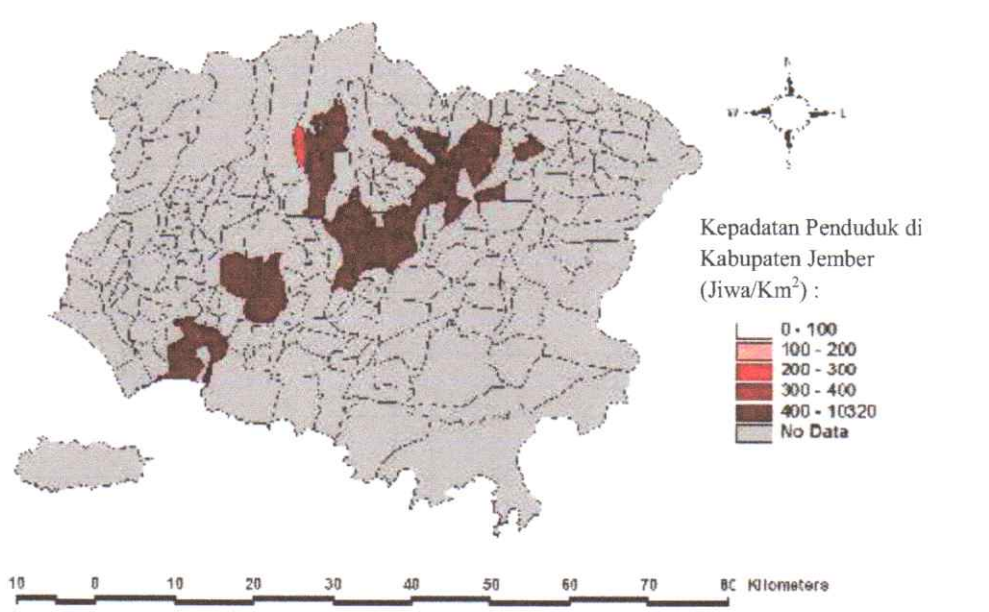 N
W L
S
Kepadatan Penduduk di
Kabupaten Jember
(Jiwa/Km²) :
0 - 100
100 - 200
200 - 300
300 - 400
400 - 10320
No Data
10 0 10 20 30 40 50 60 70 80 Kilometers